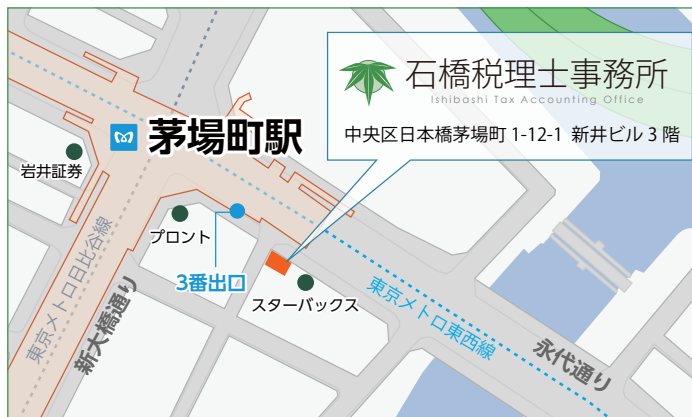 石橋税理士事務所
Ishibashi Tax Accounting Office
中央区日本橋茅場町 1-12-1 新井ビル 3 階
茅場町駅
岩井証券
プロント
3番出口
スターバックス
東京メトロ日比谷線
新大橋通り
東京メトロ東西線
永代通り